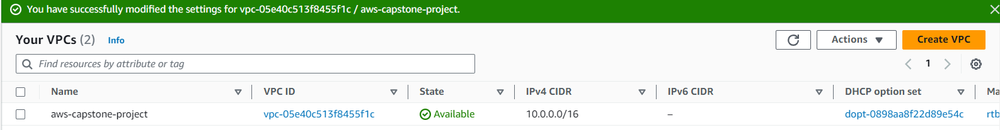 You have successfully modified the settings for vpc-05e40c513f8455f1c / aws-capstone-project.
Your VPCs (2) Info
Actions
Create VPC
Find resources by attribute or tag
1
Name VPC ID State IPv4 CIDR IPv6 CIDR DHCP option set Ma
aws-capstone-project vpc-05e40c513f8455f1c Available 10.0.0.0/16 – dopt-0898aa8f22d89e54c rtb